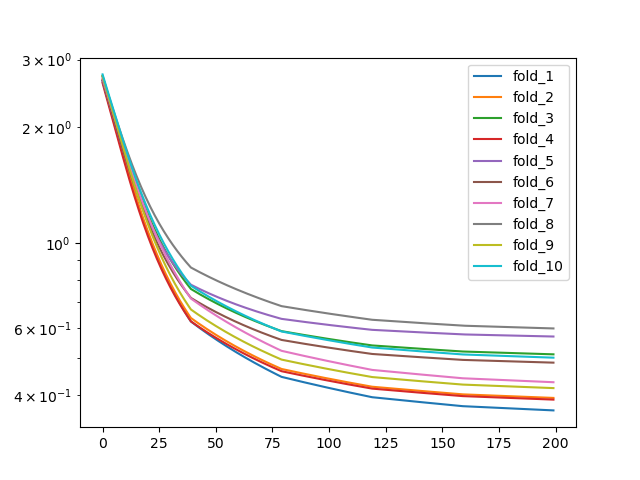 3 × 10⁰
2 × 10⁰
10⁰
6 × 10⁻¹
4 × 10⁻¹
0 25 50 75 100 125 150 175 200
fold_1
fold_2
fold_3
fold_4
fold_5
fold_6
fold_7
fold_8
fold_9
fold_10